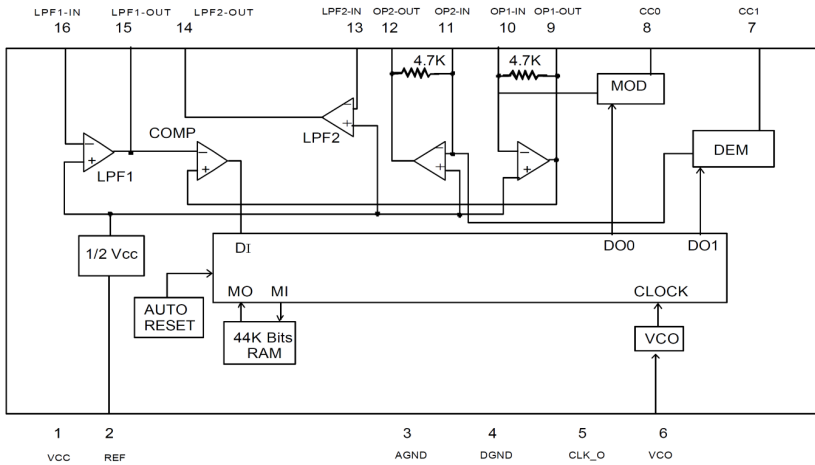 LPF1-IN LPF1-OUT LPF2-OUT LPF2-IN OP2-OUT OP2-IN OP1-IN OP1-OUT CC0 CC1
16 15 14 13 12 11 10 9 8 7
4.7K 4.7K
MOD
COMP
LPF2
DEM
LPF1
1/2 Vcc
DI DO0 DO1
MO MI CLOCK
AUTO
RESET
44K Bits
RAM
VCO
1 2 3 4 5 6
VCC REF AGND DGND CLK_O VCO